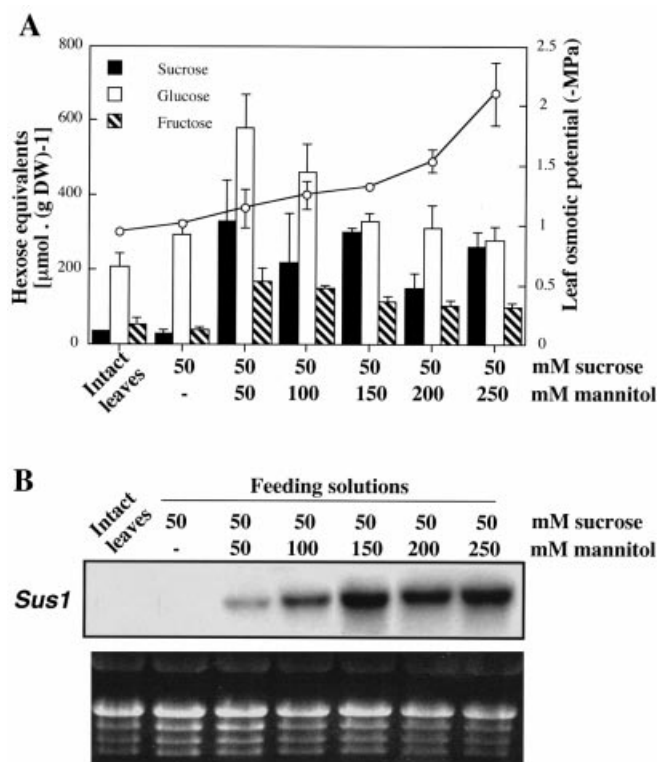 A
Hexose equivalents
[µmol . (g DW)-1]
800
600
400
200
0
Sucrose
Glucose
Fructose
2.5
2
1.5
1
0.5
0
Leaf osmotic potential (-MPa)
Intact
leaves
50 50 50 50 50 50 mM sucrose
- 50 100 150 200 250 mM mannitol
B
Feeding solutions
Intact
leaves
50 50 50 50 50 50 mM sucrose
- 50 100 150 200 250 mM mannitol
Sus1